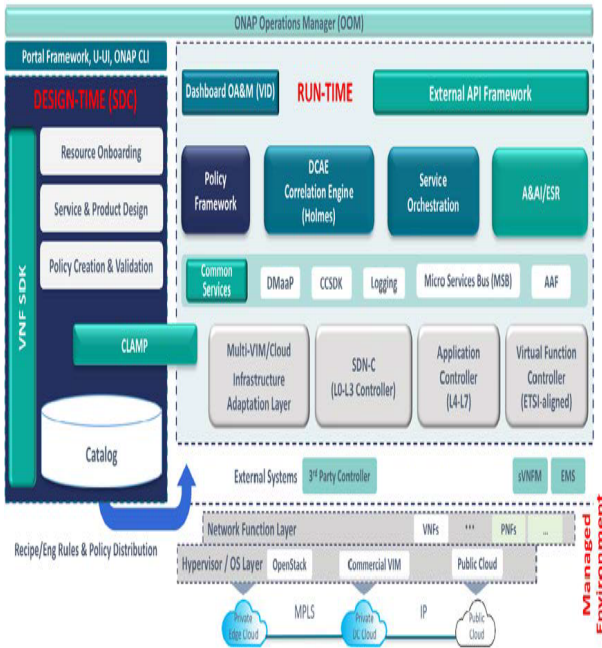 ONAP Operations Manager (OOM)
Portal Framework, U-UI, ONAP CLI
DESIGN-TIME (SDC)
VNF SDK
Resource Onboarding
Service & Product Design
Policy Creation & Validation
CLAMP
Catalog
Recipe/Eng Rules & Policy Distribution
Dashboard OA&M (VID)
RUN-TIME
External API Framework
Policy
Framework
DCAE
Correlation Engine
(Holmes)
Service
Orchestration
A&AI/ESR
Common
Services
DMaaP
CCSDK
Logging
Micro Services Bus (MSB)
AAF
Multi-VIM/Cloud
Infrastructure
Adaptation Layer
SDN-C
(L0-L3 Controller)
Application
Controller
(L4-L7)
Virtual Function
Controller
(ETSI-aligned)
External Systems
3rd Party Controller
sVNFM
EMS
Network Function Layer
VNFs
***
PNFs
...
Hypervisor / OS Layer
OpenStack
Commercial VIM
Public Cloud
Private
Edge Cloud
MPLS
Private
DC Cloud
IP
Public
Cloud
Managed
Environment